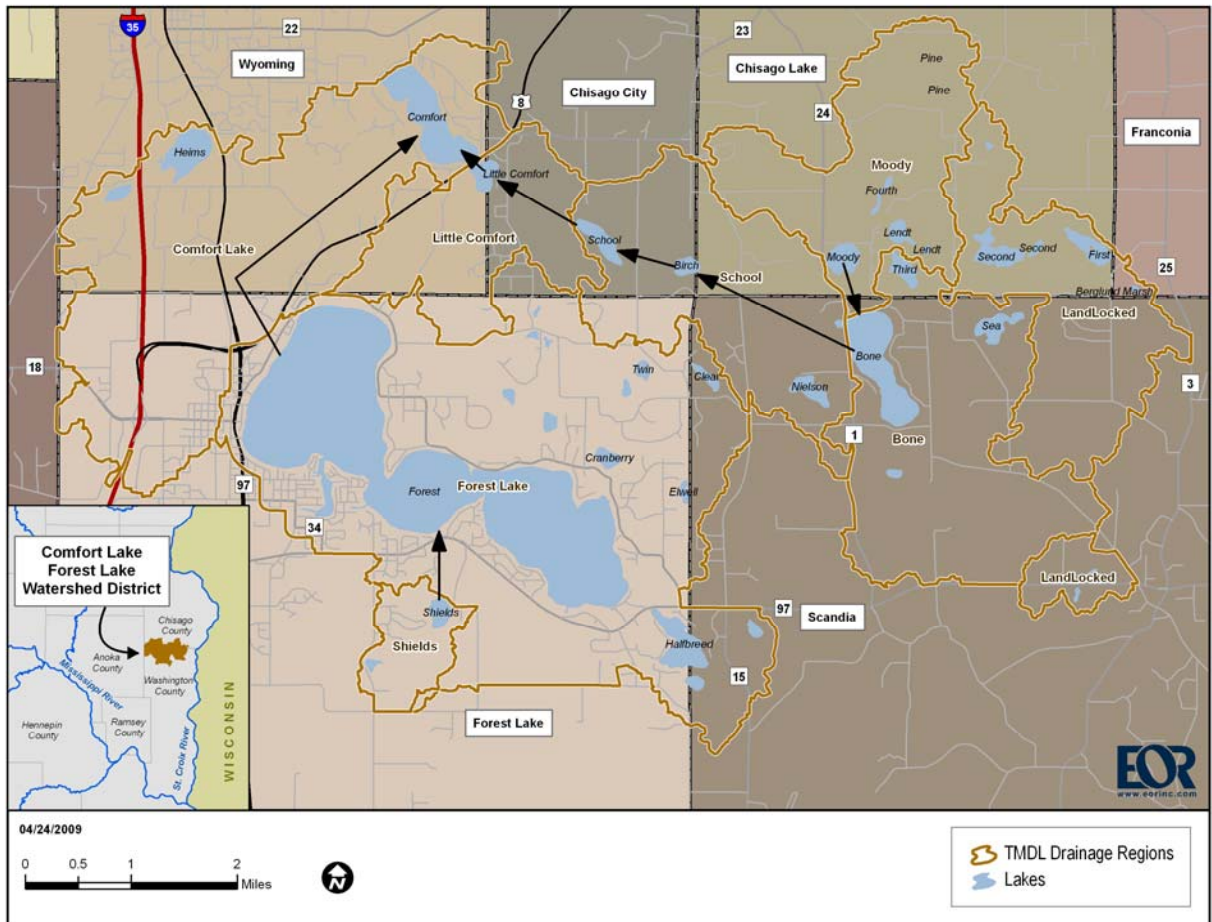 35
22
Wyoming
23
Chisago Lake
Pine
8
Chisago City
Pine
24
Comfort
Franconia
Heims
Moody
Little Comfort
Fourth
Lendt
School
Little Comfort
Comfort Lake
Lendt
Second
Second
First
Moody
Birch
School
Third
25
Berglund Marsh
LandLocked
Sea
Bone
18
Twin
Clear
Nielson
3
1
Bone
Cranberry
97
Forest
Forest Lake
Elwell
34
Comfort Lake
Forest Lake
Watershed District
LandLocked
Shields
97
Scandia
Chisago
County
Shields
Halfbreed
Anoka
County
Mississippi River
Washington
County
15
WISCONSIN
St. Croix River
Hennepin
County
Ramsey
County
Forest Lake
EOR
www.eorinc.com
04/24/2009
0 0.5 1 2
Miles
N
TMDL Drainage Regions
Lakes